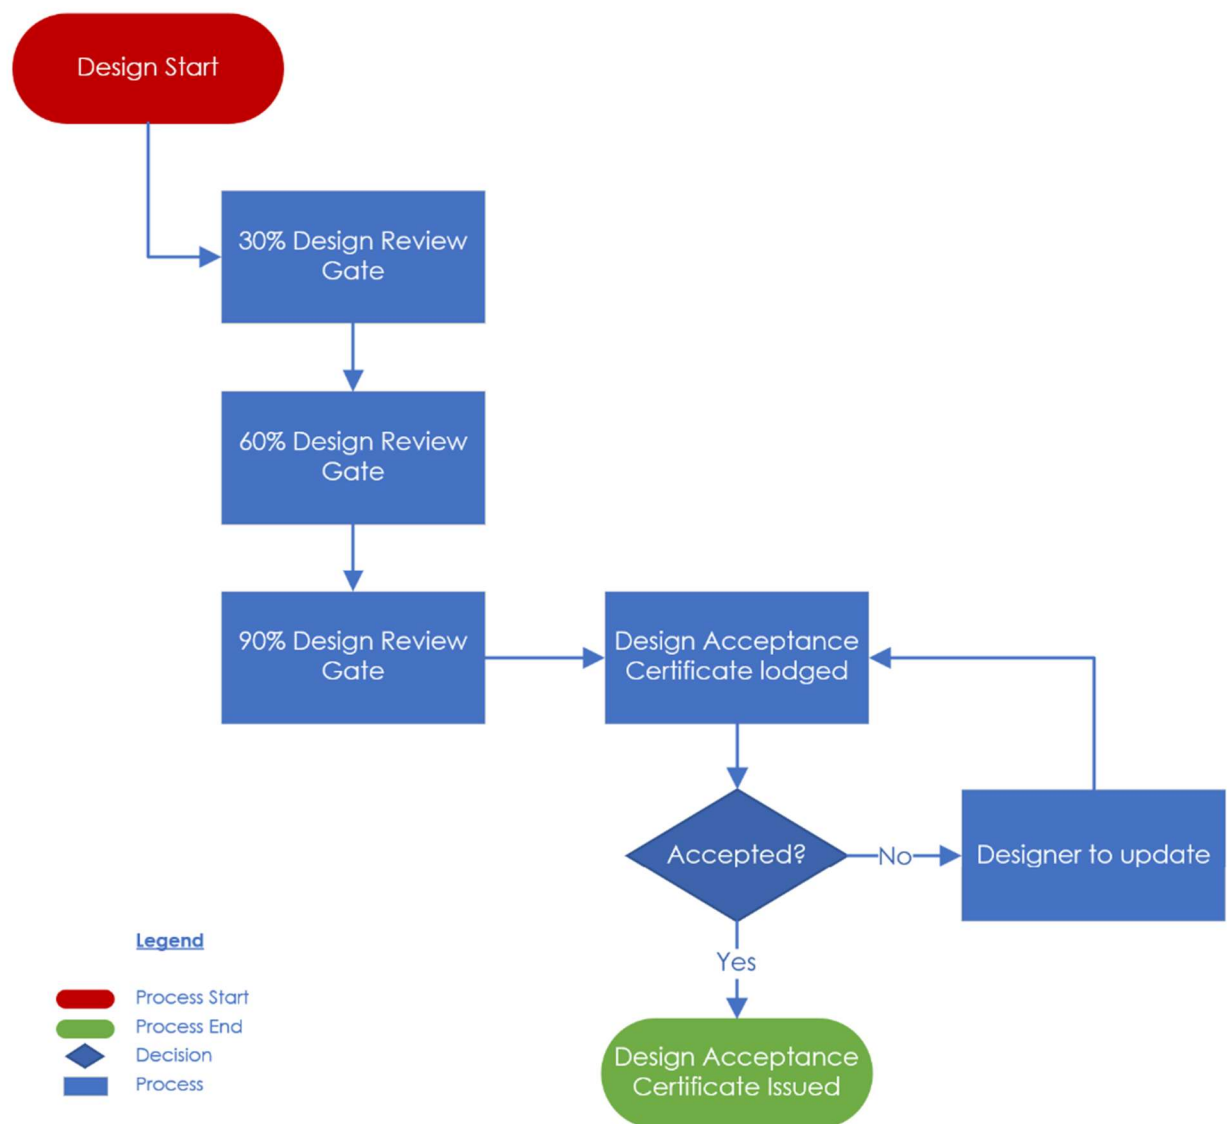 Design Start
30% Design Review
Gate
60% Design Review
Gate
90% Design Review
Gate
Design Acceptance
Certificate lodged
Accepted?
No
Designer to update
Yes
Design Acceptance
Certificate Issued
Legend
Process Start
Process End
Decision
Process